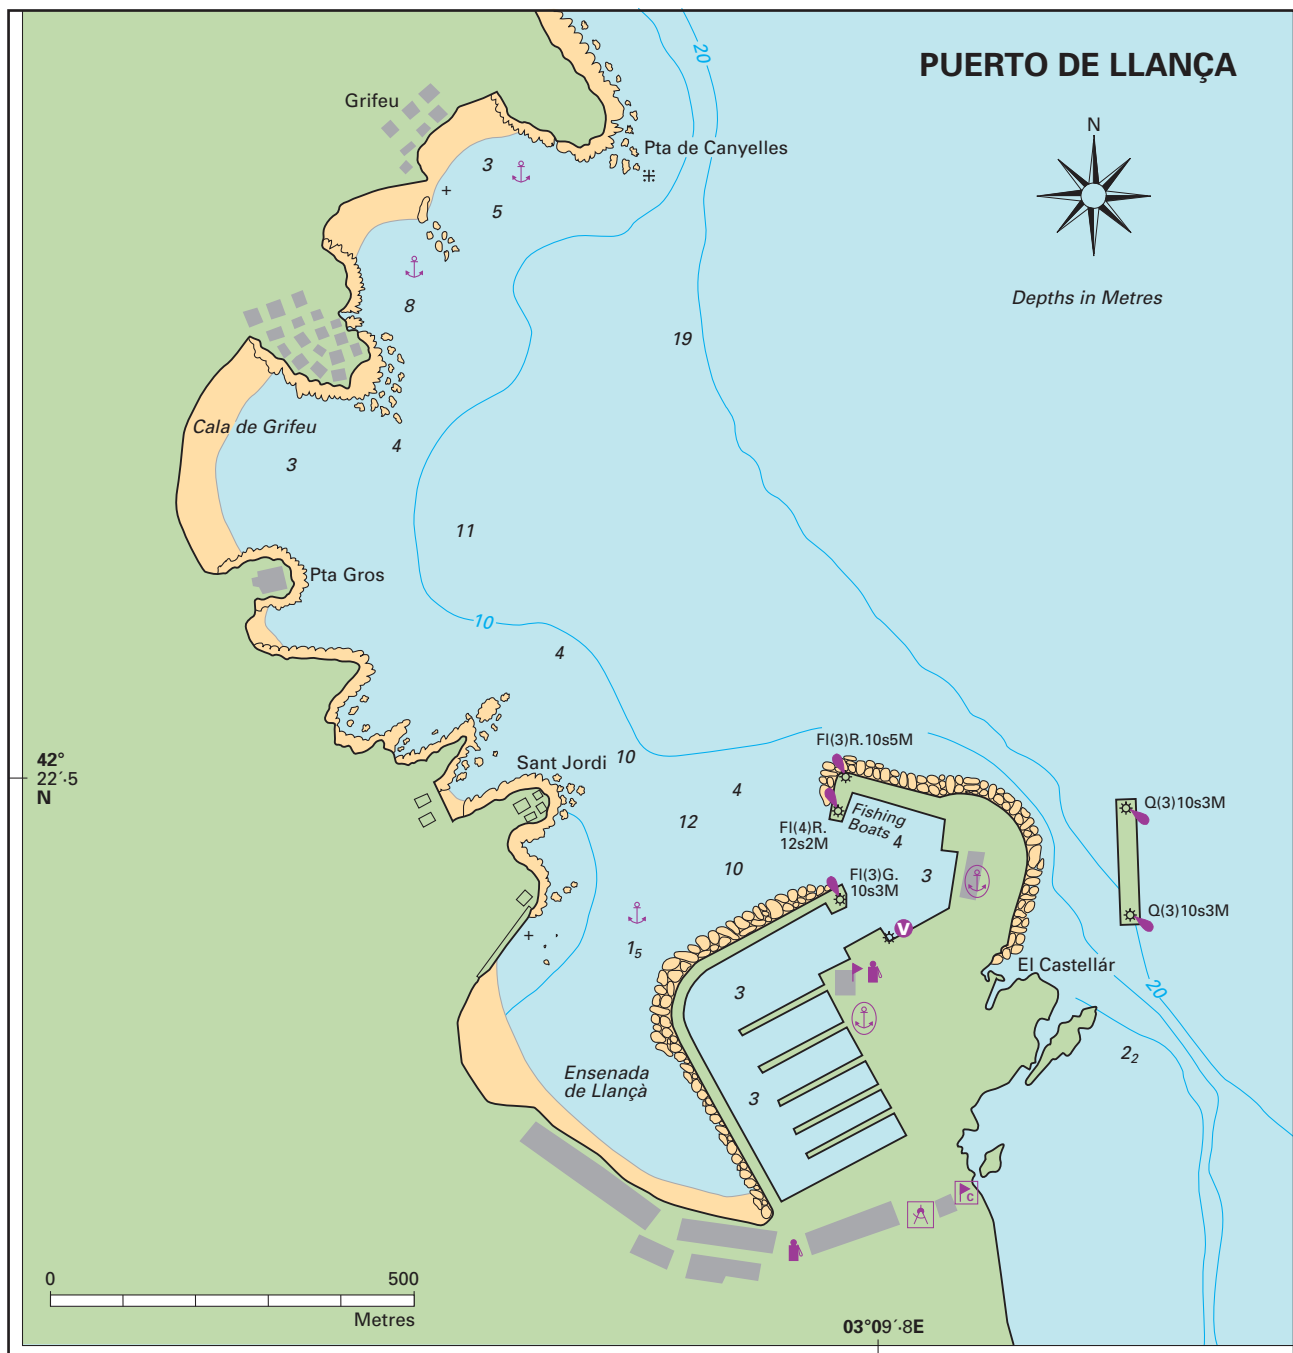 PUERTO DE LLANÇA
20
Grifeu
N
Pta de Canyelles
3
5
Depths in Metres
8
19
Cala de Grifeu
4
3
11
Pta Gros
10
4
Fl(3)R.10s5M
42°
22´·5
N
Sant Jordi
10
4
Q(3)10s3M
Fishing
Boats
4
12
Fl(4)R.
12s2M
10
Fl(3)G.
10s3M
3
Q(3)10s3M
V
1₅
El Castellár
3
20
2₂
Ensenada
de Llançà
3
C
0
500
Metres
03°09´·8E